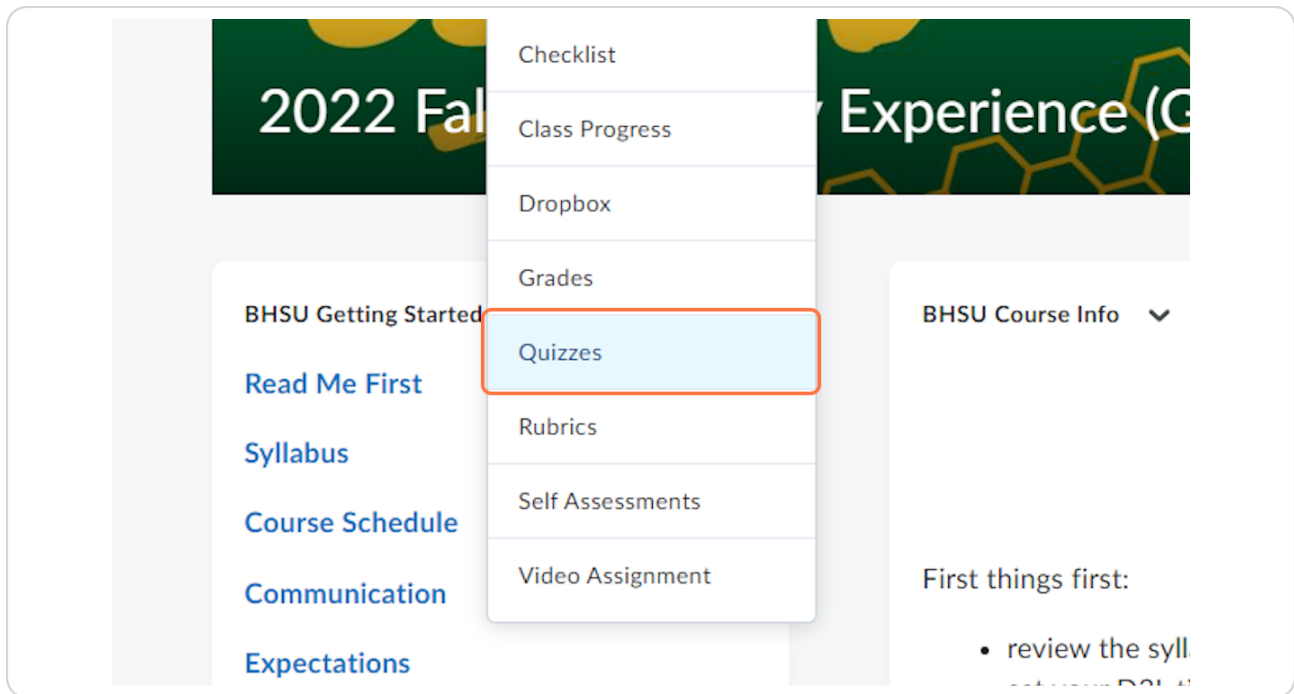 2022 Fal
Experience (G
Checklist
Class Progress
Dropbox
Grades
Quizzes
Rubrics
Self Assessments
Video Assignment
BHSU Getting Started
Read Me First
Syllabus
Course Schedule
Communication
Expectations
BHSU Course Info
First things first:
• review the syll